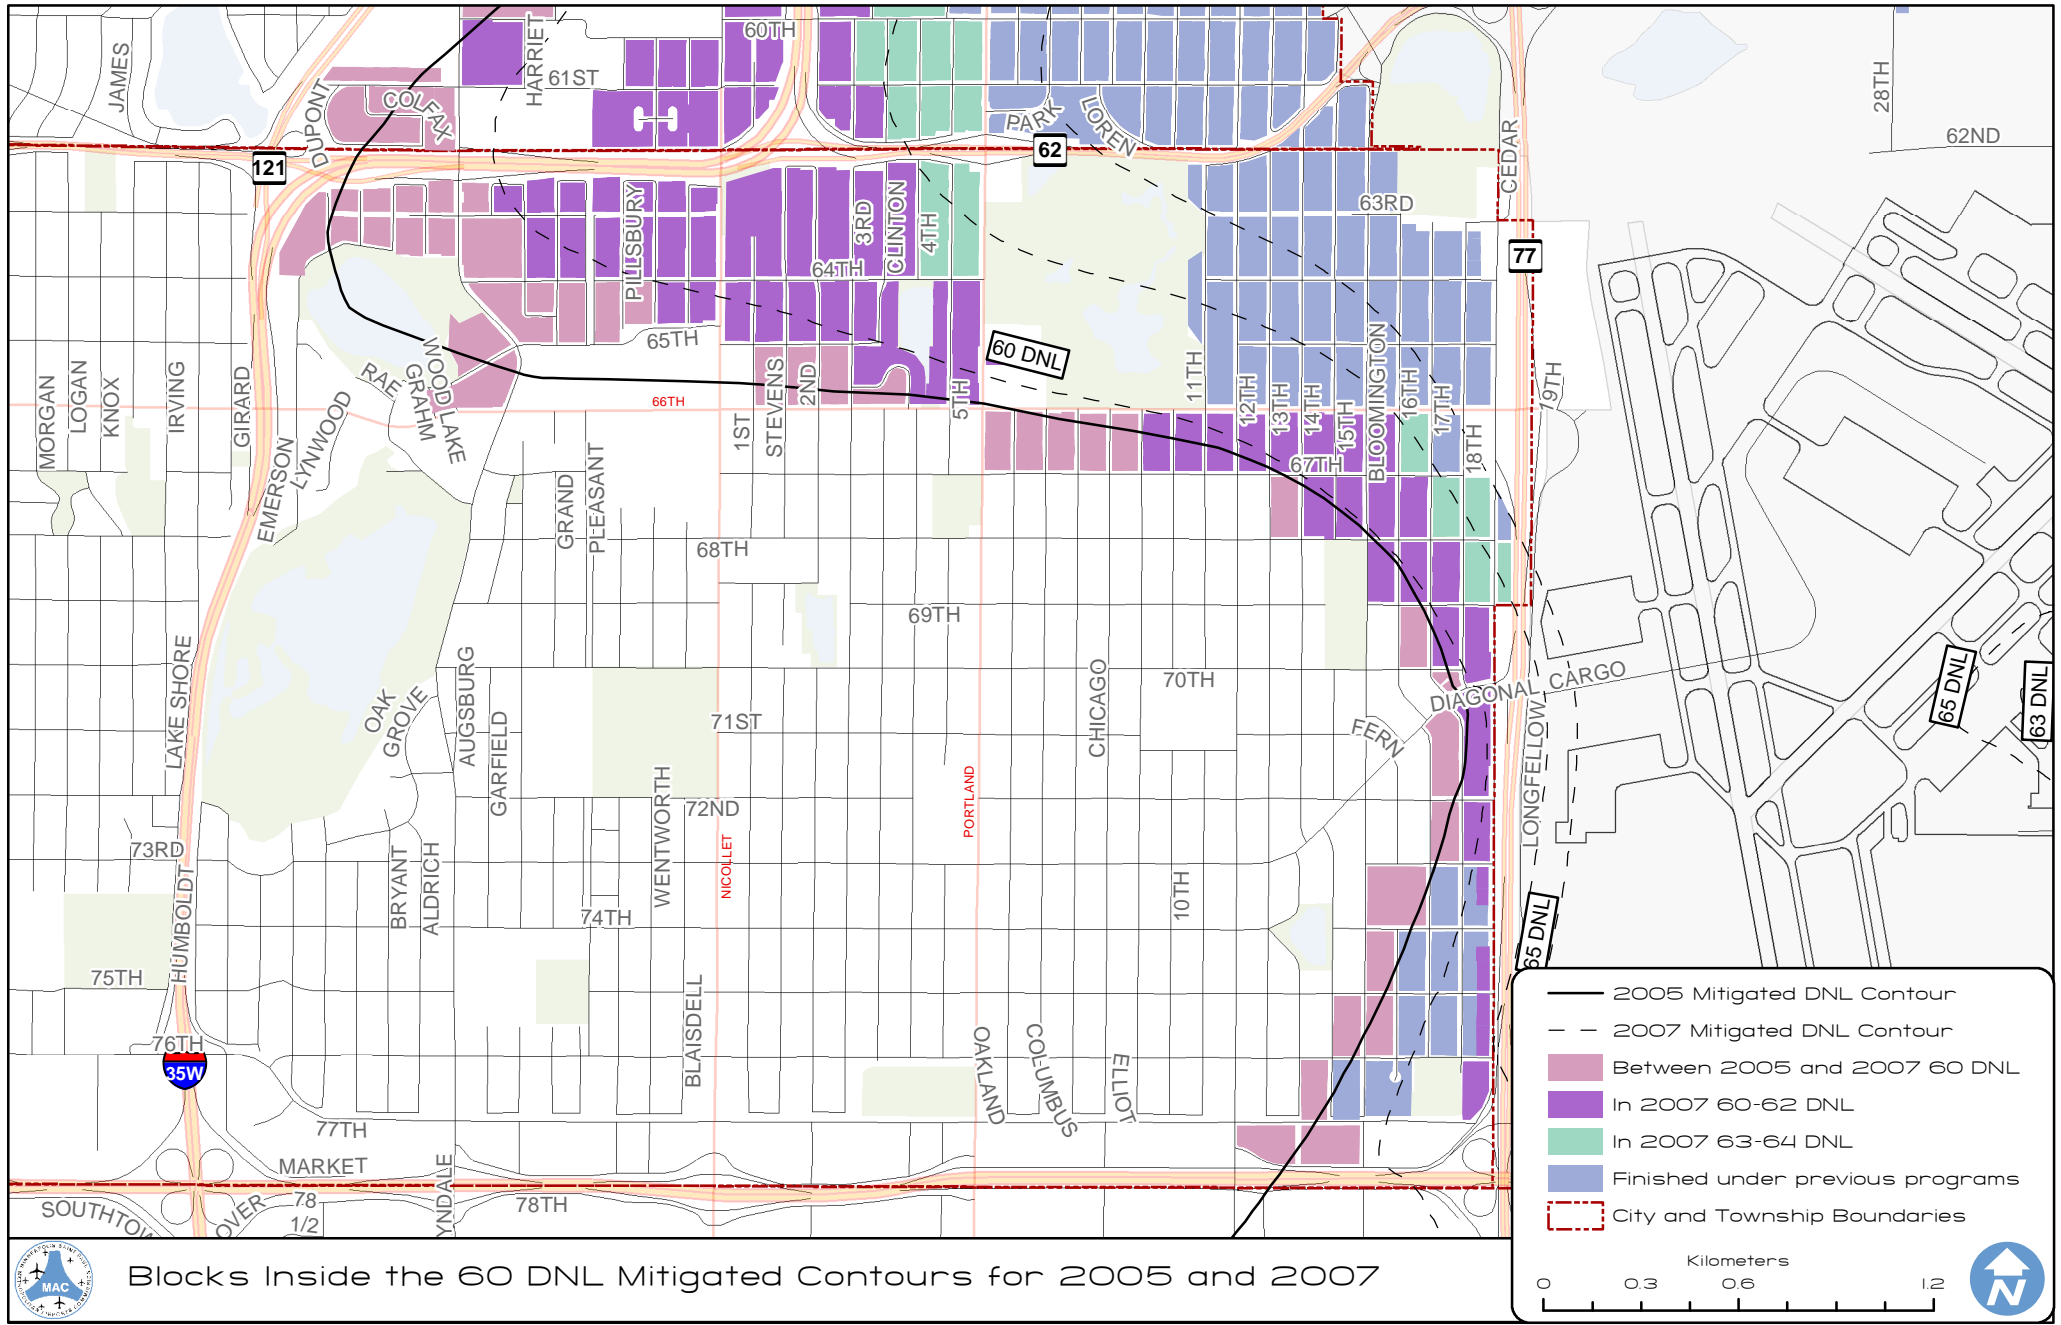 60TH
HARRIET
61ST
JAMES
DUPONT
COLFAX
PARK
LOREN
28TH
62ND
CEDAR
121
62
63RD
77
PILLSBURY
3RD
CLINTON
4TH
64TH
65TH
60 DNL
WOOD LAKE
GRAHM
RAE
LYNWOOD
EMERSON
MORGAN
LOGAN
KNOX
IRVING
GIRARD
66TH
1ST
STEVENS
2ND
5TH
11TH
12TH
13TH
14TH
15TH
BLOOMINGTON
16TH
17TH
18TH
19TH
67TH
GRAND
PLEASANT
68TH
69TH
70TH
DIAGONAL CARGO
65 DNL
63 DNL
LAKE SHORE
OAK
GROVE
AUGSBURG
GARFIELD
71ST
CHICAGO
FERN
LONGFELLOW
WENTWORTH
72ND
PORTLAND
NICOLLET
73RD
BRYANT
ALDRICH
74TH
10TH
HUMBOLDT
75TH
65 DNL
BLAISDELL
OAKLAND
COLUMBUS
ELLIOT
76TH
35W
77TH
MARKET
YNDALE
78TH
78
1/2
OVER
SOUTHTOW
2005 Mitigated DNL Contour
2007 Mitigated DNL Contour
Between 2005 and 2007 60 DNL
In 2007 60-62 DNL
In 2007 63-64 DNL
Finished under previous programs
City and Township Boundaries
Kilometers
0 0.3 0.6 1.2
N
MAC
Blocks Inside the 60 DNL Mitigated Contours for 2005 and 2007